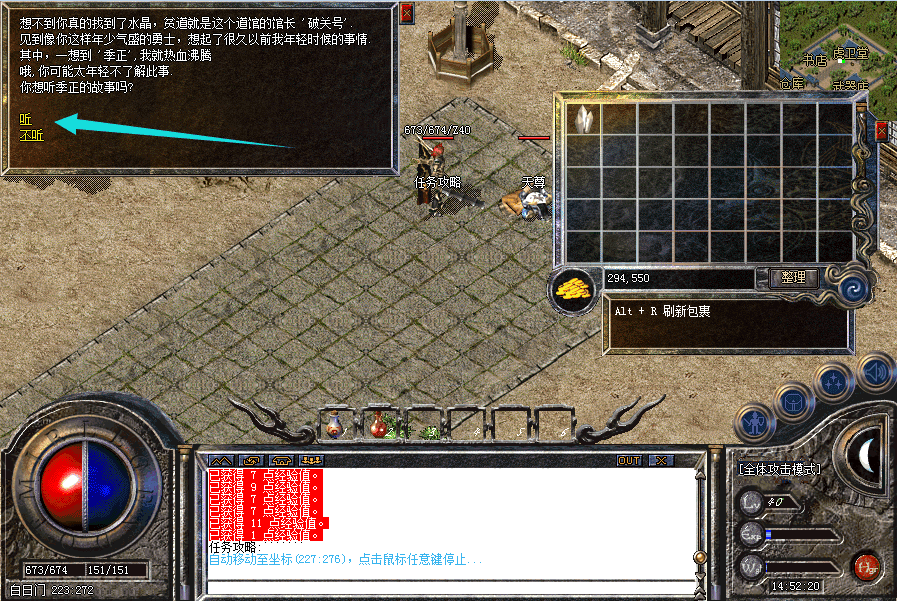 想不到你真的找到了水晶，贫道就是这个道馆的馆长 '破关号'.
见到像你这样年少气盛的勇士，想起了很久以前我年轻时候的事情.
其中，一想到 '季正',我就热血沸腾
哦,你可能太年轻不了解此事.
你想听季正的故事吗?
听
不听
书店
虔卫堂
仓库
武器店
673/674/Z40
任务攻略
天尊
294,550
整理
Alt + R 刷新包裹
OUT
已获得 7 点经验值。
已获得 9 点经验值。
已获得 7 点经验值。
已获得 7 点经验值。
已获得 11 点经验值。
已获得 1 点经验值。
任务攻略:
自动移动至坐标(227:276)，点击鼠标任意键停止...
[全体攻击模式]
Lv
40
Exp
W
Hgr
14:52:20
673/674
151/151
白日门 223:272